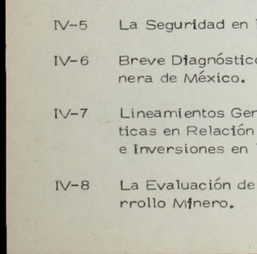 IV-5 La Seguridad en
IV-6 Breve Diagnóstico
nera de México.
IV-7 Lineamientos Gen
ticas en Relación
e Inversiones en
IV-8 La Evaluación de
rrollo Minero.